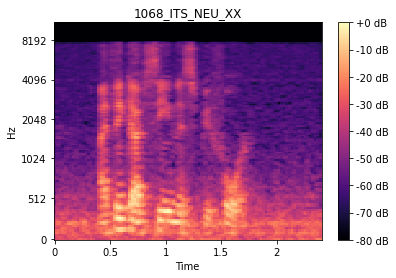 1068_ITS_NEU_XX
+0 dB
8192
-10 dB
4096
-20 dB
-30 dB
2048
Hz
-40 dB
1024
-50 dB
512
-60 dB
-70 dB
0
-80 dB
0 0.5 1 1.5 2
Time